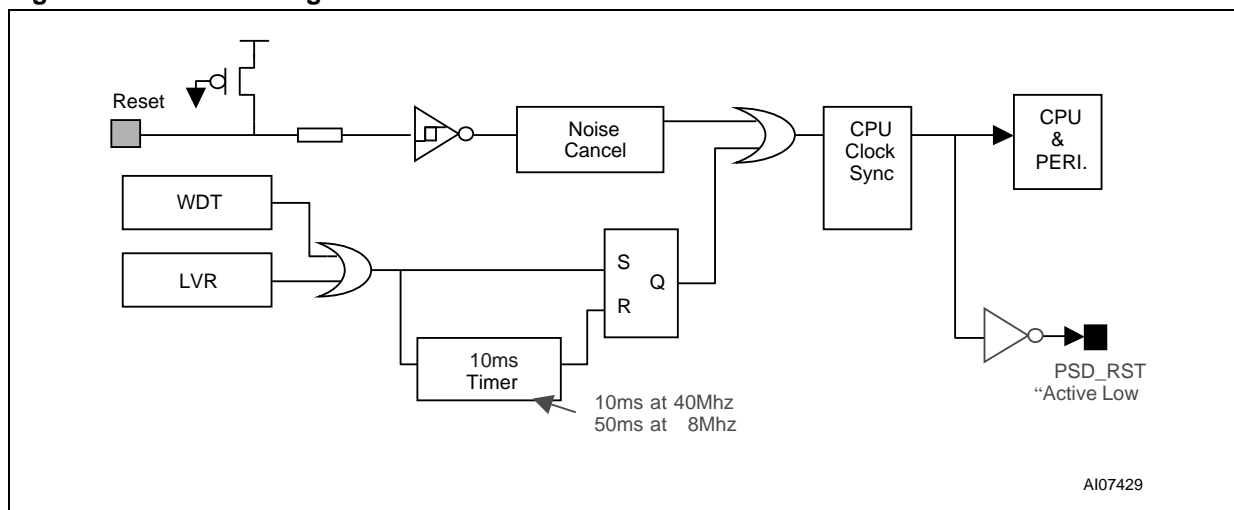 Reset
Noise
Cancel
CPU
Clock
Sync
CPU
&
PERI.
WDT
LVR
S
Q
R
10ms
Timer
10ms at 40Mhz
50ms at 8Mhz
PSD_RST
“Active Low
AI07429